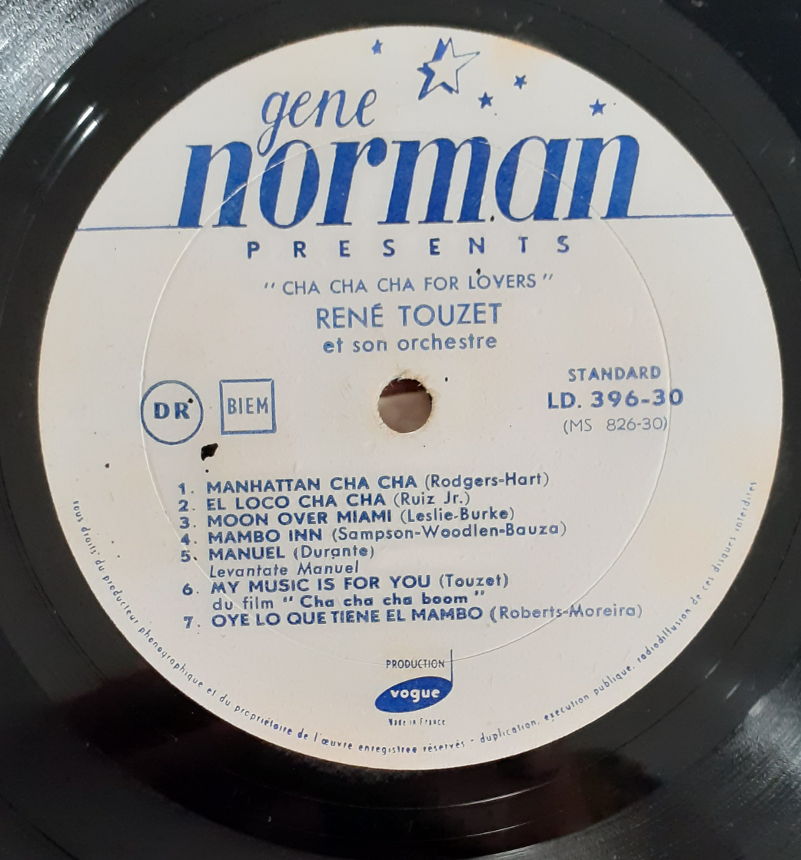 gene
norman
PRESENTS
" CHA CHA CHA FOR LOVERS "
RENÉ TOUZET
et son orchestre
DR
BIEM
STANDARD
LD. 396-30
(MS 826-30)
1. MANHATTAN CHA CHA (Rodgers-Hart)
2. EL LOCO CHA CHA (Ruiz Jr.)
3. MOON OVER MIAMI (Leslie-Burke)
4. MAMBO INN (Sampson-Woodlen-Bauza)
5. MANUEL (Durante)
Levantate Manuel
6. MY MUSIC IS FOR YOU (Touzet)
du film " Cha cha cha boom "
7. OYE LO QUE TIENE EL MAMBO (Roberts-Moreira)
PRODUCTION
vogue
Made in France
tous droits du producteur phonographique et du propriétaire de l'œuvre enregistrée réservés - duplication, exécution publique, radiodiffusion de ces disques interdites